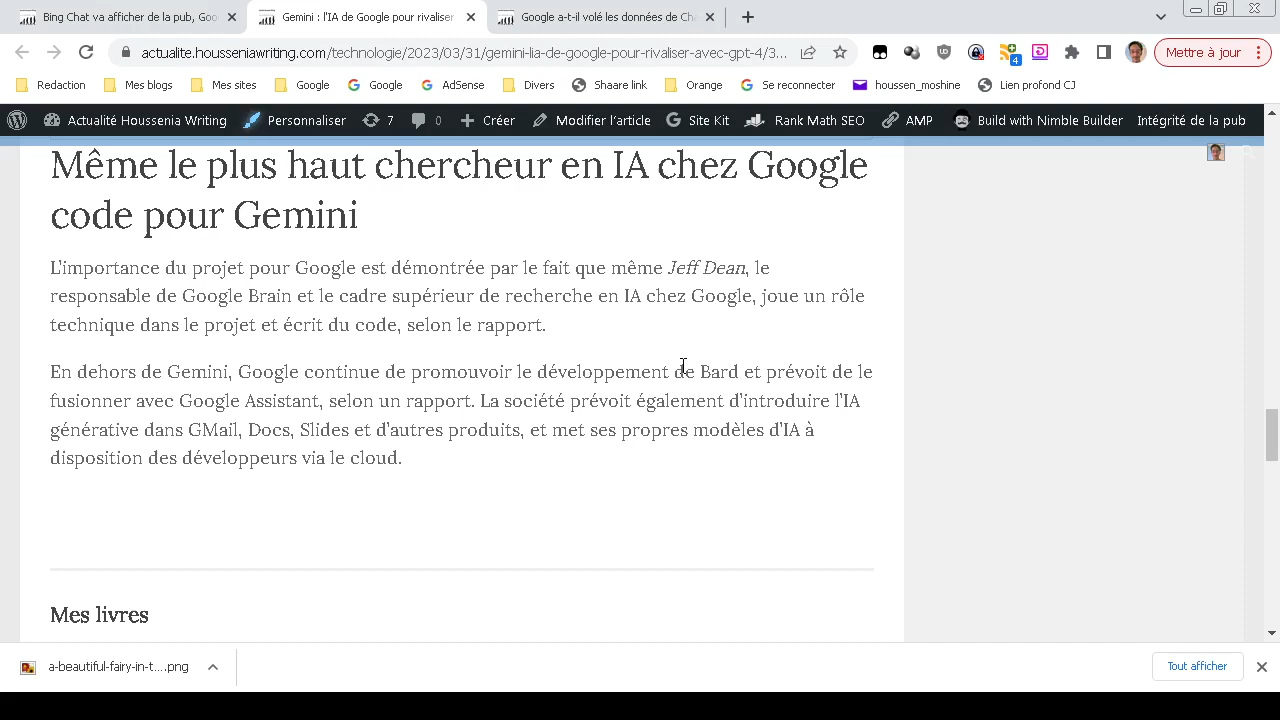 Bing Chat va afficher de la pub, Goo
Gemini : l'IA de Google pour rivaliser
Google a-t-il volé les données de Ch
actualite.housseniawriting.com/technologie/2023/03/31/gemini-lia-de-google-pour-rivaliser-avec-gpt-4/3...
4
Mettre à jour
Redaction Mes blogs Mes sites Google Google AdSense Divers Shaare link Orange Se reconnecter houssen_moshine Lien profond CJ
Actualité Houssenia Writing Personnaliser 7 0 Créer Modifier l'article Site Kit Rank Math SEO AMP Build with Nimble Builder Intégrité de la pub
Même le plus haut chercheur en IA chez Google
code pour Gemini
L'importance du projet pour Google est démontrée par le fait que même Jeff Dean, le
responsable de Google Brain et le cadre supérieur de recherche en IA chez Google, joue un rôle
technique dans le projet et écrit du code, selon le rapport.
En dehors de Gemini, Google continue de promouvoir le développement de Bard et prévoit de le
fusionner avec Google Assistant, selon un rapport. La société prévoit également d'introduire l'IA
générative dans GMail, Docs, Slides et d'autres produits, et met ses propres modèles d'IA à
disposition des développeurs via le cloud.
Mes livres
a-beautiful-fairy-in-t....png
Tout afficher